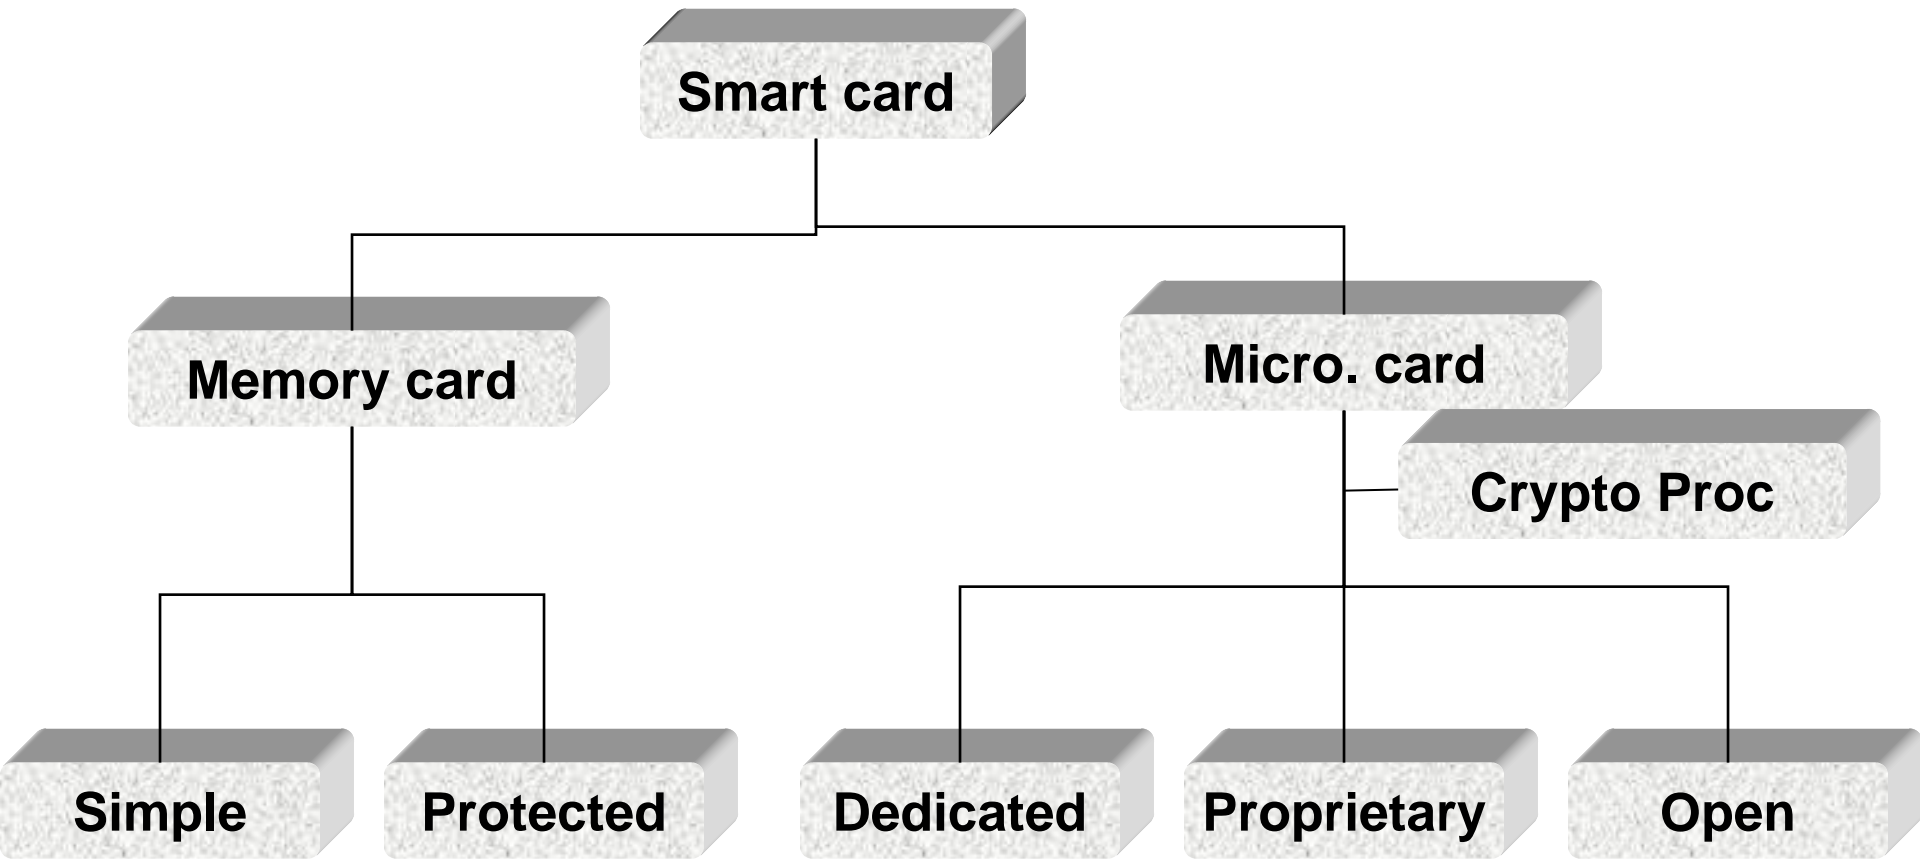 Smart card
Memory card
Micro. card
Crypto Proc
Simple
Protected
Dedicated
Proprietary
Open